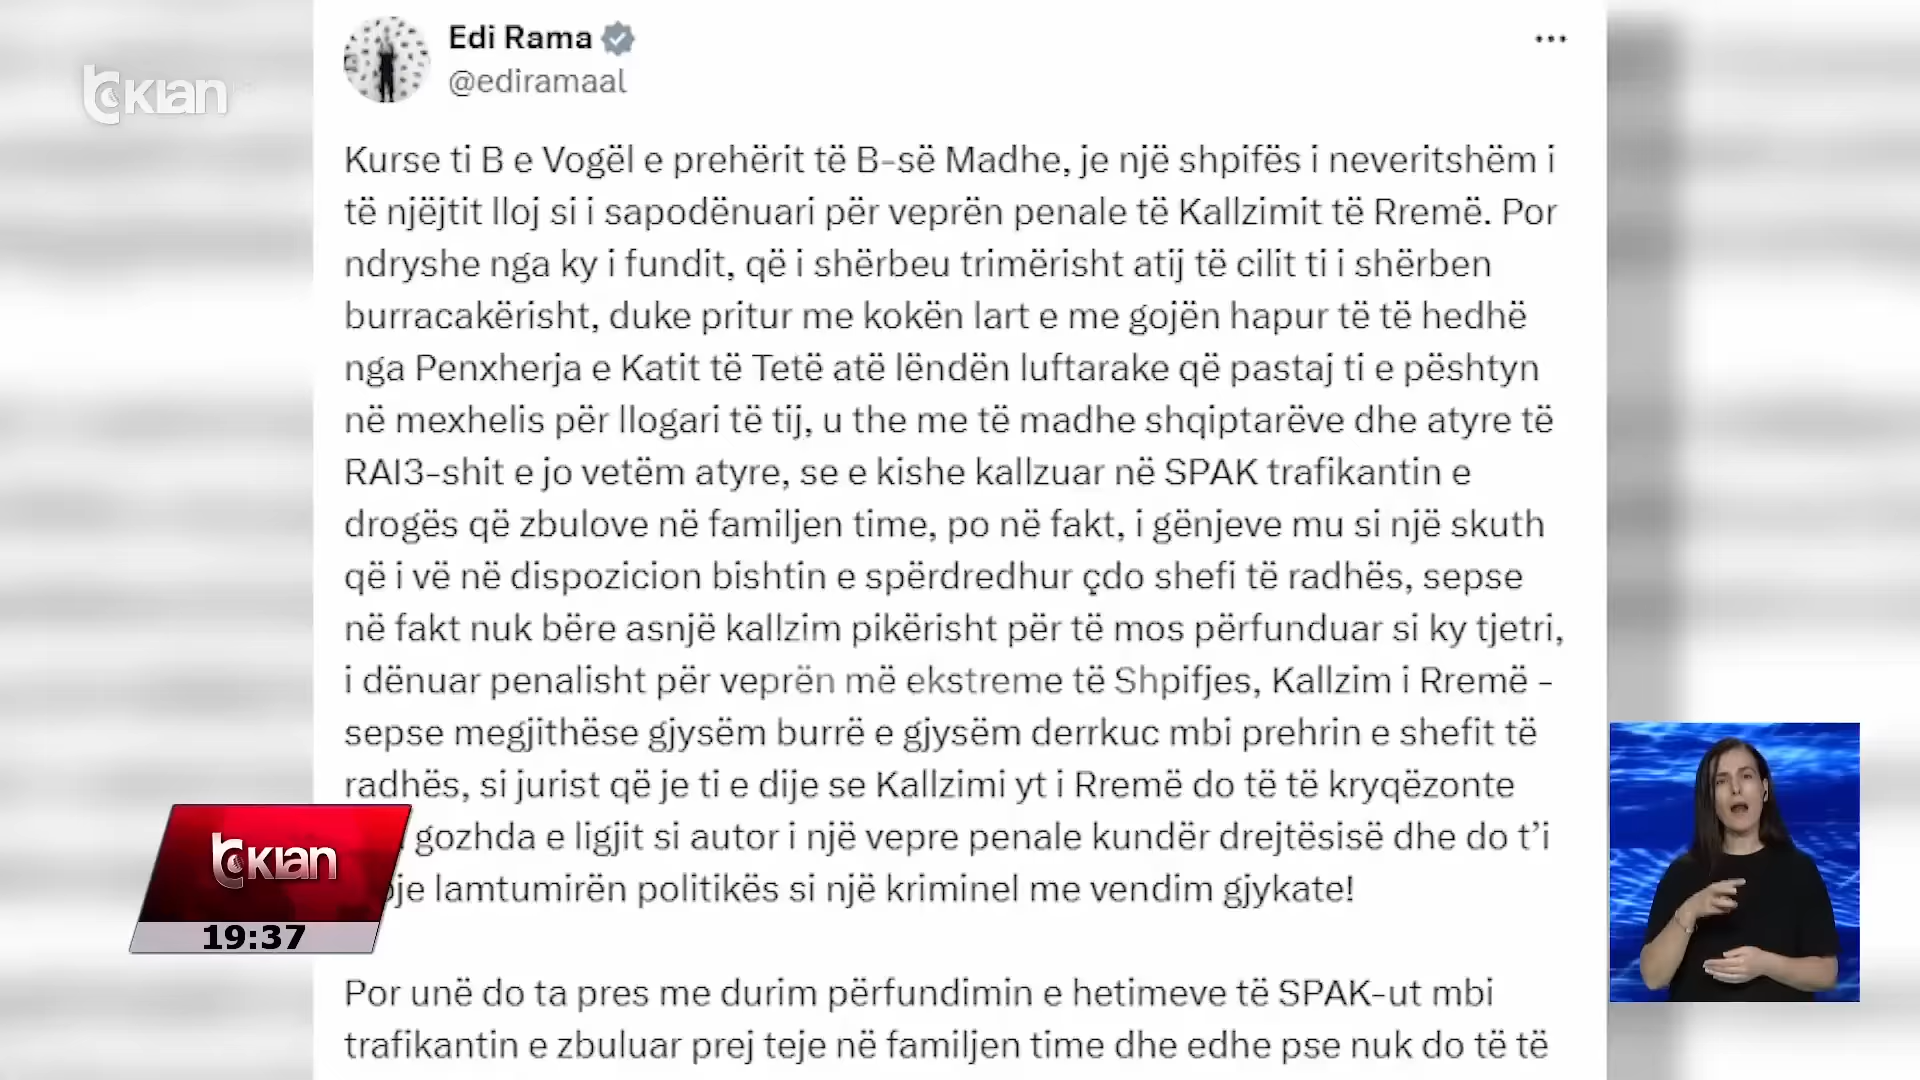 Edi Rama
@ediramaal
Kurse ti B e Vogël e prehërit të B-së Madhe, je një shpifës i neveritshëm i
të njëjtit lloj si i sapodënuari për veprën penale të Kallzimit të Rremë. Por
ndryshe nga ky i fundit, që i shërbeu trimërisht atij të cilit ti i shërben
burracakërisht, duke pritur me kokën lart e me gojën hapur të të hedhë
nga Penxherja e Katit të Tetë atë lëndën luftarake që pastaj ti e pështyn
në mexhelis për llogari të tij, u the me të madhe shqiptarëve dhe atyre të
RAI3-shit e jo vetëm atyre, se e kishe kallzuar në SPAK trafikantin e
drogës që zbulove në familjen time, po në fakt, i gënjeve mu si një skuth
që i vë në dispozicion bishtin e spërdredhur çdo shefi të radhës, sepse
në fakt nuk bëre asnjë kallzim pikërisht për të mos përfunduar si ky tjetri,
i dënuar penalisht për veprën më ekstreme të Shpifjes, Kallzim i Rremë -
sepse megjithëse gjysëm burrë e gjysëm derrkuc mbi prehrin e shefit të
radhës, si jurist që je ti e dije se Kallzimi yt i Rremë do të të kryqëzonte
gozhda e ligjit si autor i një vepre penale kundër drejtësisë dhe do t'i
lamtumirën politikës si një kriminel me vendim gjykate!
Por unë do ta pres me durim përfundimin e hetimeve të SPAK-ut mbi
trafikantin e zbuluar prej teje në familjen time dhe edhe pse nuk do të të
tv klan
tv klan
19:37